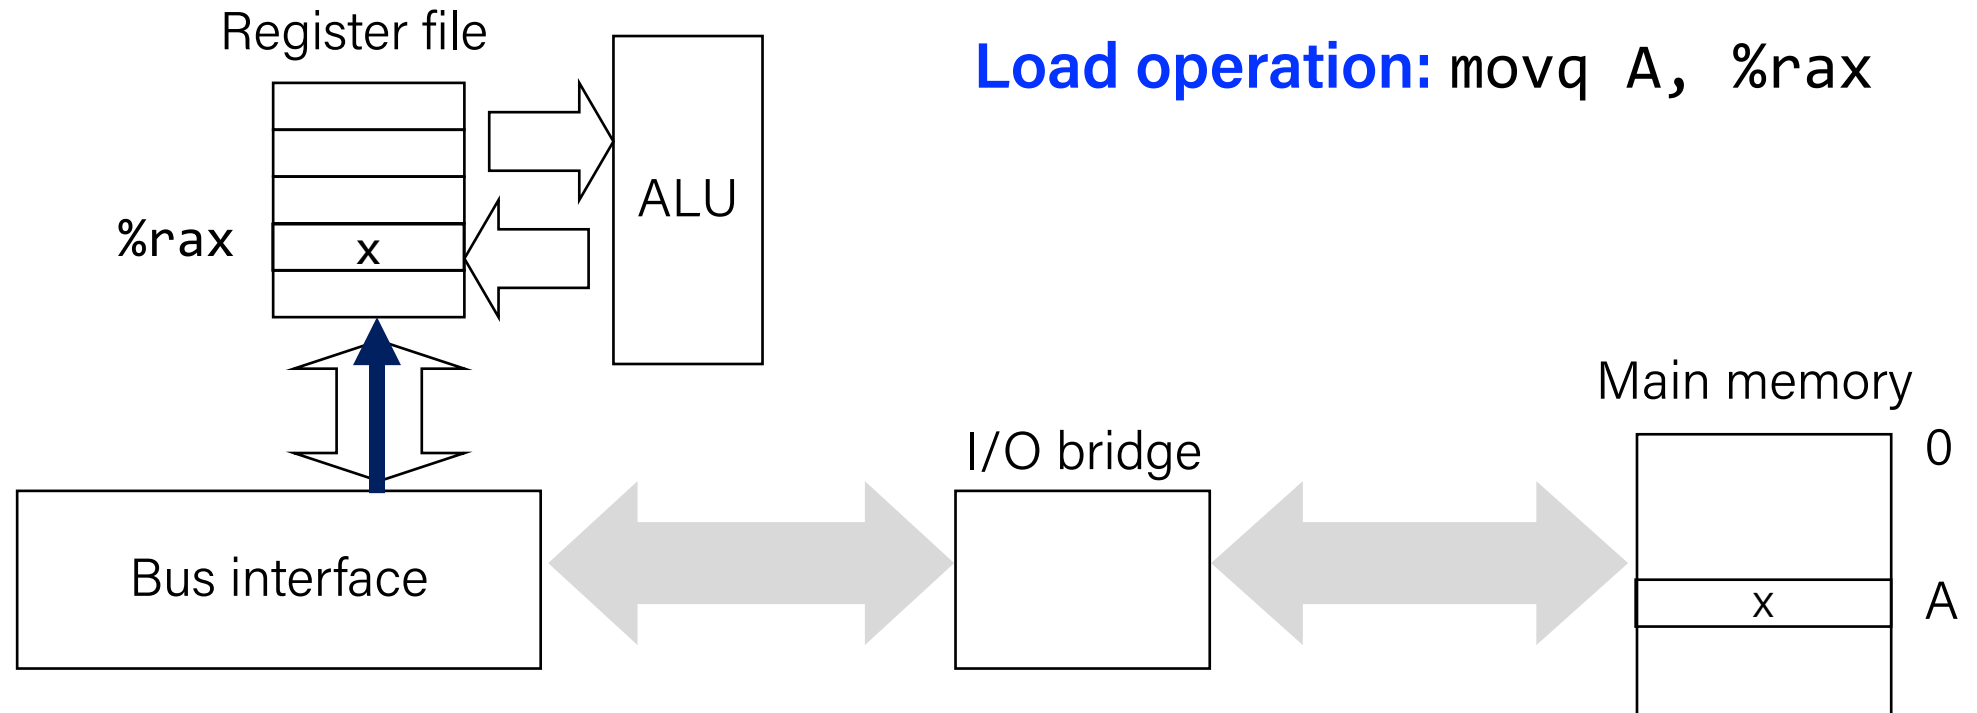 Register file
Load operation: movq A, %rax
ALU
%rax
x
Main memory
I/O bridge
0
Bus interface
x
A